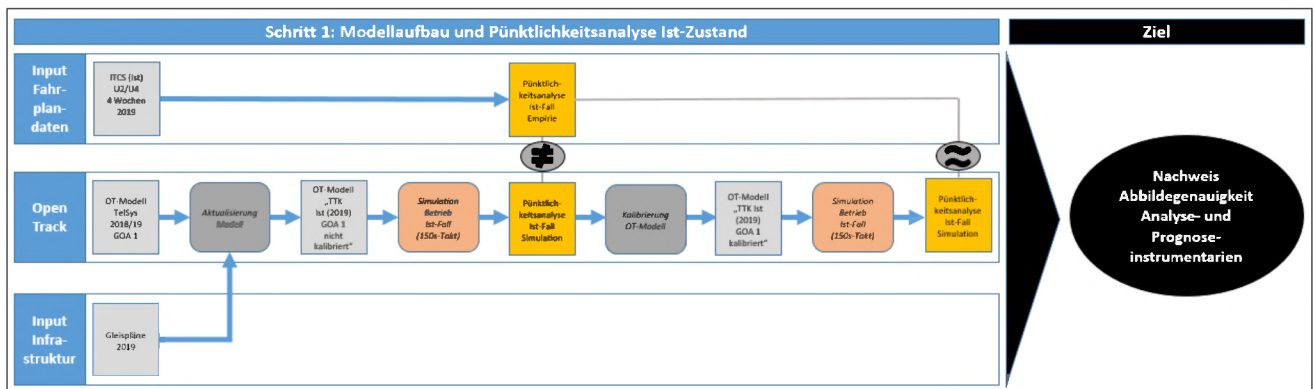 Schritt 1: Modellaufbau und Pünktlichkeitsanalyse Ist-Zustand
Ziel
Input
Fahr-
plan-
daten
ITCS (Ist)
U2/U4
4 Wochen
2019
Pünktlich-
keitsanalyse
Ist-Fall
Empirie
≠
≈
Open
Track
OT-Modell
TelSys
2018/19
GOA 1
Aktualisierung
Modell
OT-Modell
„TTK
Ist (2019)
GOA 1
nicht
kalibriert“
Simulation
Betrieb
Ist-Fall
(150s-Takt)
Pünktlich-
keitsanalyse
Ist-Fall
Simulation
Kalibrierung
OT-Modell
OT-Modell
„TTK Ist
(2019)
GOA 1
kalibriert“
Simulation
Betrieb
Ist-Fall
(150s-Takt)
Pünktlich-
keitsanalyse
Ist-Fall
Simulation
Input
Infra-
struktur
Gleispläne
2019
Nachweis
Abbildegenauigkeit
Analyse- und
Prognose-
instrumentarien